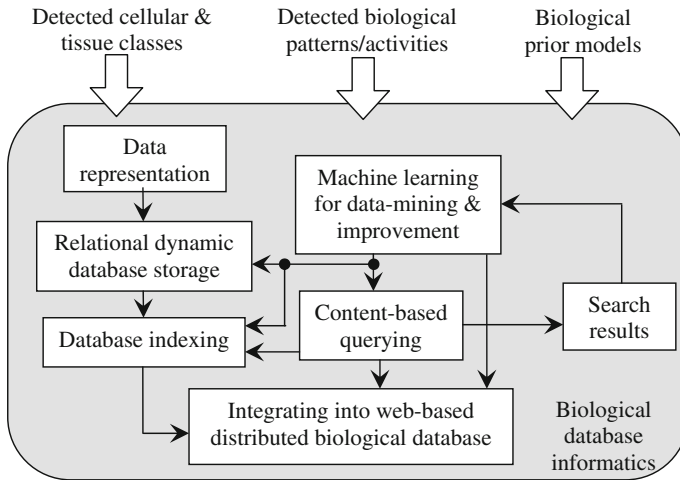 Detected cellular &
tissue classes
Detected biological
patterns/activities
Biological
prior models
Data
representation
Machine learning
for data-mining &
improvement
Relational dynamic
database storage
Database indexing
Content-based
querying
Search
results
Integrating into web-based
distributed biological database
Biological
database
informatics